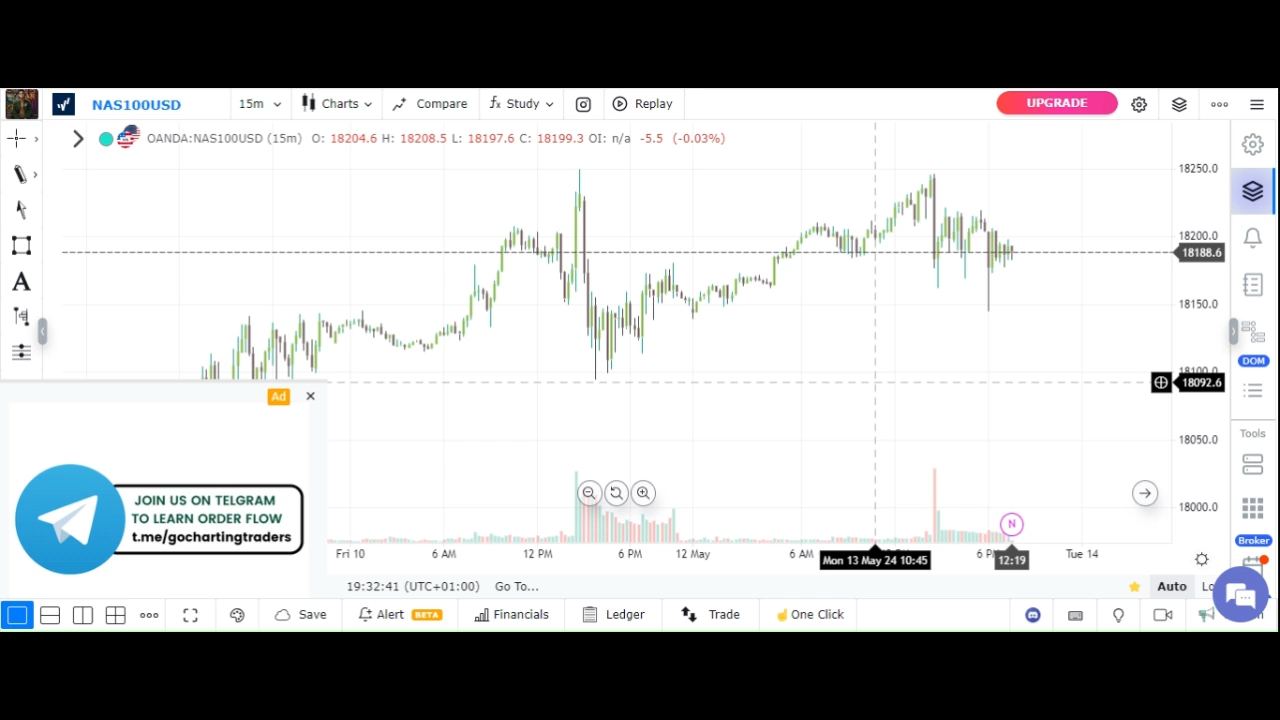 NAS100USD 15m Charts Compare fx Study Replay UPGRADE
OANDA:NAS100USD (15m) O: 18204.6 H: 18208.5 L: 18197.6 C: 18199.3 OI: n/a -5.5 (-0.03%)
18250.0
18200.0
18188.6
18150.0
18100.0
18092.6
18050.0
18000.0
A
DOM
Tools
Broker
Ad
JOIN US ON TELGRAM
TO LEARN ORDER FLOW
t.me/gochartingtraders
N
Fri 10 6 AM 12 PM 6 PM 12 May 6 AM Mon 13 May 24 10:45 12:19 Tue 14
19:32:41 (UTC+01:00) Go To... Auto
Save Alert BETA Financials Ledger Trade One Click